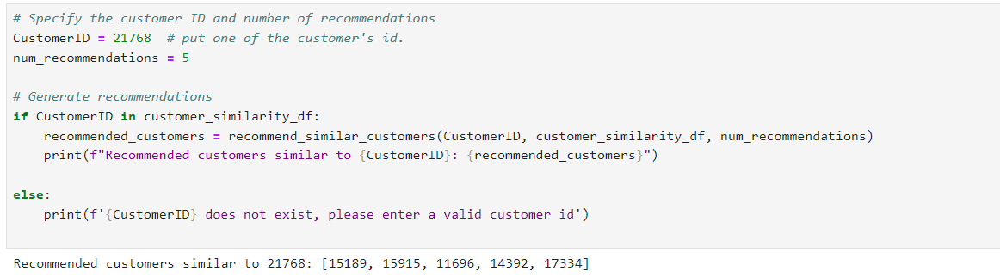 # Specify the customer ID and number of recommendations
CustomerID = 21768  # put one of the customer's id.
num_recommendations = 5
# Generate recommendations
if CustomerID in customer_similarity_df:
    recommended_customers = recommend_similar_customers(CustomerID, customer_similarity_df, num_recommendations)
    print(f"Recommended customers similar to {CustomerID}: {recommended_customers}")
else:
    print(f'{CustomerID} does not exist, please enter a valid customer id')
Recommended customers similar to 21768: [15189, 15915, 11696, 14392, 17334]